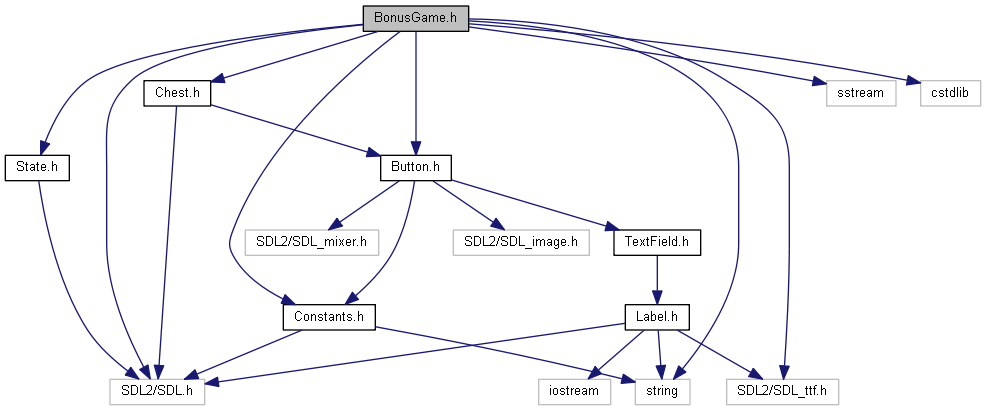 BonusGame.h
Chest.h
sstream
cstdlib
State.h
Button.h
SDL2/SDL_mixer.h
SDL2/SDL_image.h
TextField.h
Constants.h
Label.h
SDL2/SDL.h
iostream
string
SDL2/SDL_ttf.h